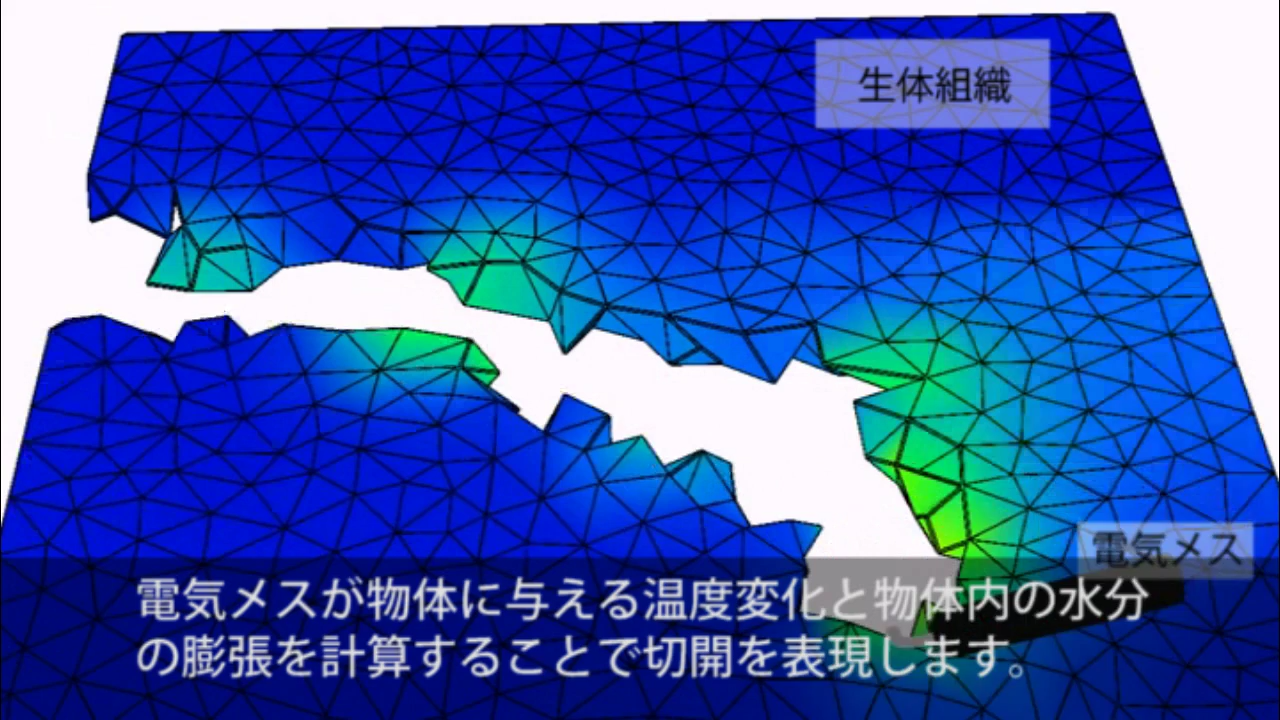 生体組織
電気メス
電気メスが物体に与える温度変化と物体内の水分
の膨張を計算することで切開を表現します。